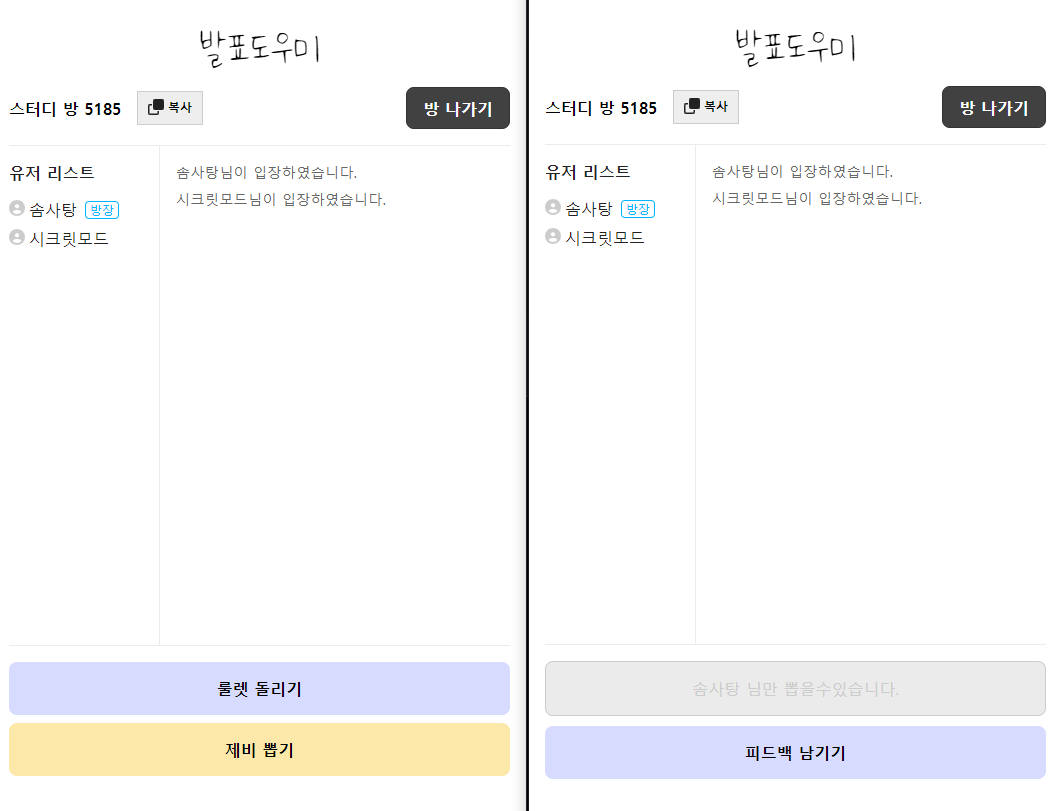 발표도우미
스터디 방 5185 복사 방 나가기
유저 리스트
솜사탕 방장
시크릿모드
솜사탕님이 입장하였습니다.
시크릿모드님이 입장하였습니다.
룰렛 돌리기
제비 뽑기
발표도우미
스터디 방 5185 복사 방 나가기
유저 리스트
솜사탕 방장
시크릿모드
솜사탕님이 입장하였습니다.
시크릿모드님이 입장하였습니다.
솜사탕 님만 뽑을수있습니다.
피드백 남기기